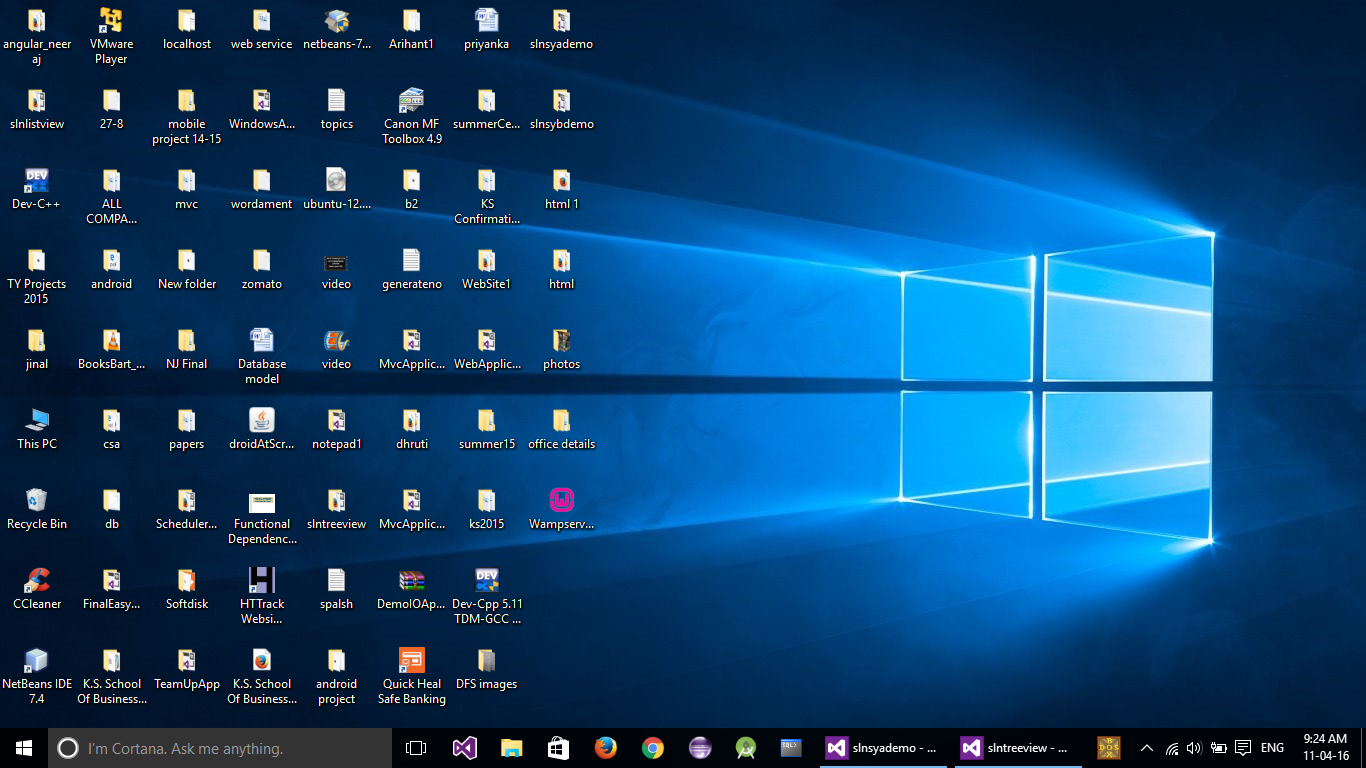 angular_neer
aj
VMware
Player
localhost
web service
netbeans-7...
Arihant1
priyanka
slnsyademo
slnlistview
27-8
mobile
project 14-15
WindowsA...
topics
Canon MF
Toolbox 4.9
summerCe...
slnsybdemo
DEV
Dev-C++
ALL
COMPA...
mvc
wordament
ubuntu-12....
b2
KS
Confirmati...
html 1
TY Projects
2015
android
New folder
zomato
video
generateno
WebSite1
html
jinal
BooksBart_...
NJ Final
Database
model
video
MvcApplic...
WebApplic...
photos
This PC
csa
papers
droidAtScr...
notepad1
dhruti
summer15
office details
Recycle Bin
db
Scheduler...
Functional
Dependenc...
slntreeview
MvcApplic...
ks2015
Wampserv...
CCleaner
FinalEasy...
Softdisk
H
HTTrack
Websi...
spalsh
DemoIOAp...
DEV
Dev-Cpp 5.11
TDM-GCC ...
NetBeans IDE
7.4
K.S. School
Of Business...
TeamUpApp
K.S. School
Of Business...
android
project
Quick Heal
Safe Banking
DFS images
I'm Cortana. Ask me anything.
SQL>
slnsyademo - ...
slntreeview - ...
DOS
ENG
9:24 AM
11-04-16